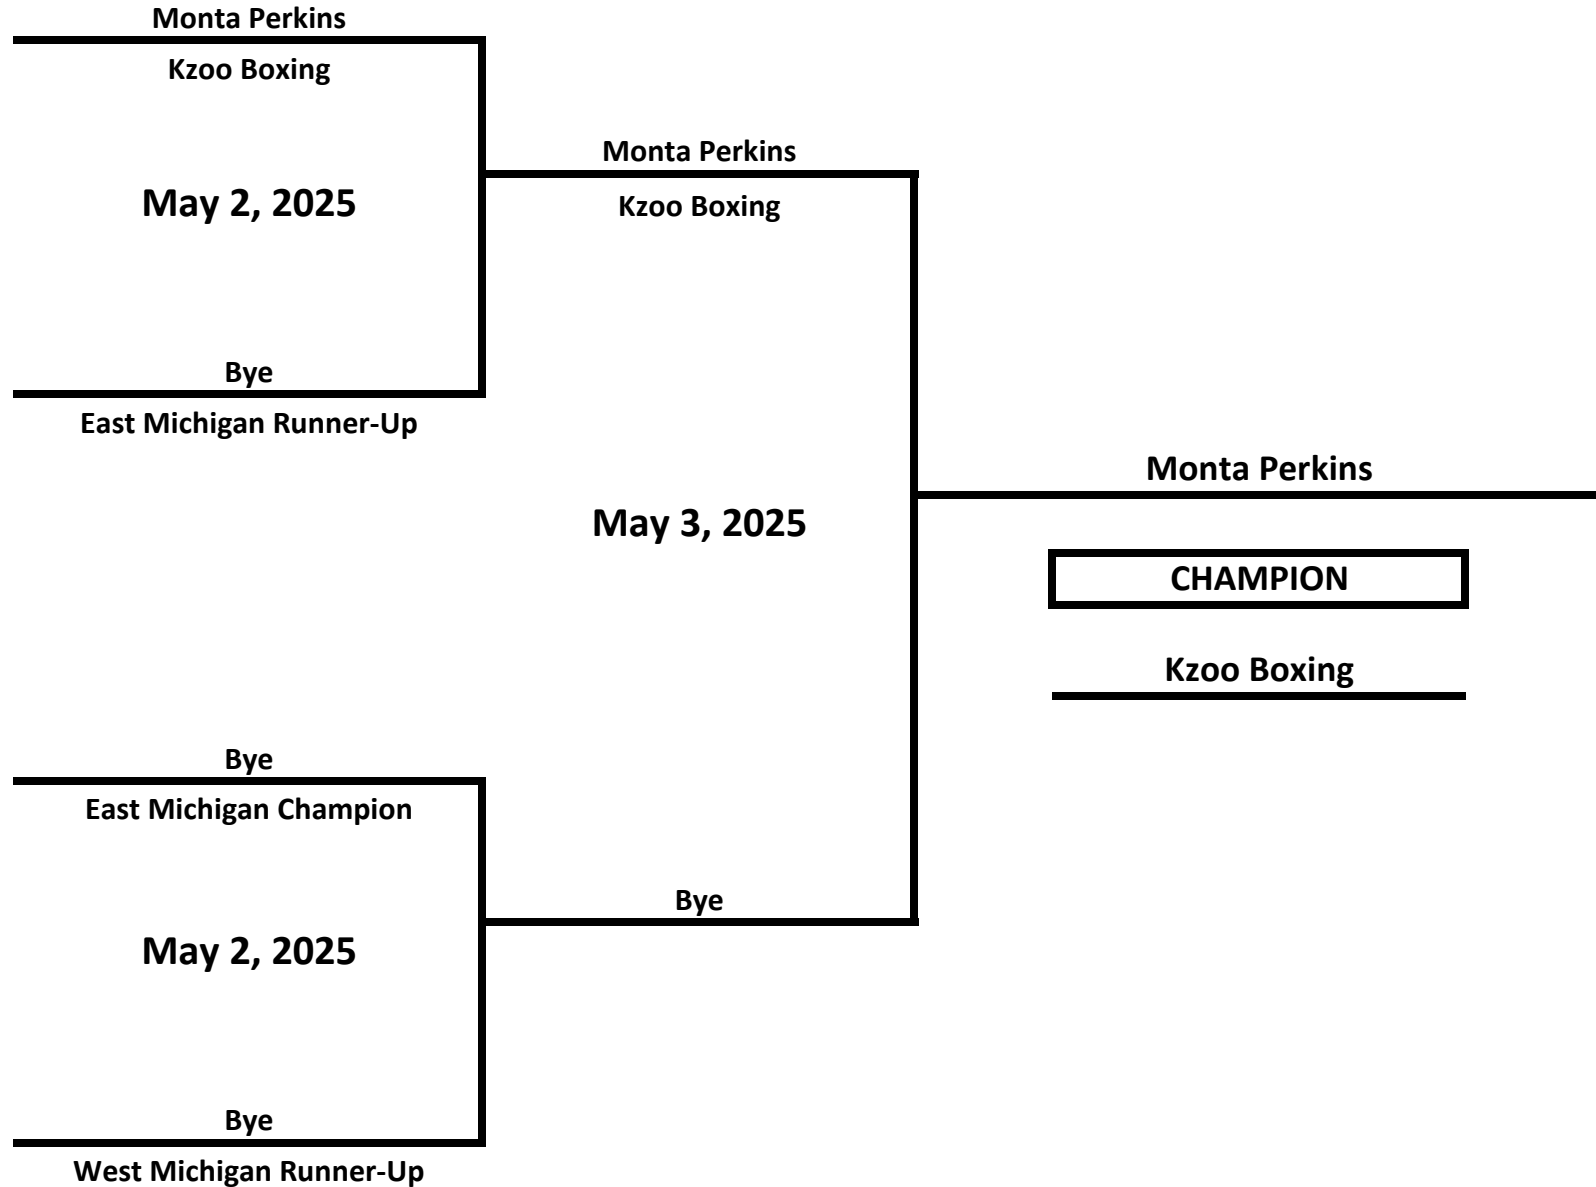 Monta Perkins
Kzoo Boxing
May 2, 2025
Bye
East Michigan Runner-Up
Bye
East Michigan Champion
May 2, 2025
Bye
West Michigan Runner-Up
Monta Perkins
Kzoo Boxing
May 3, 2025
Bye
Monta Perkins
CHAMPION
Kzoo Boxing